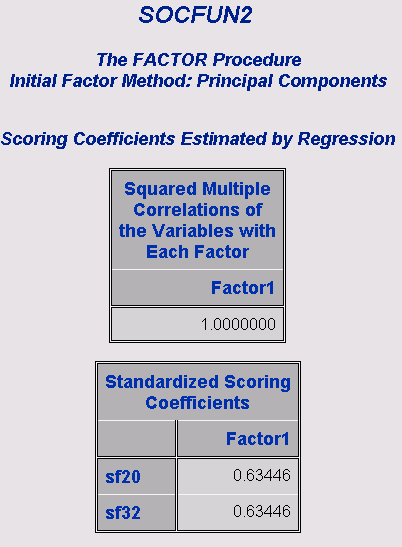 SOCFUN2
The FACTOR Procedure
Initial Factor Method: Principal Components
Scoring Coefficients Estimated by Regression
Squared Multiple
Correlations of
the Variables with
Each Factor
Factor1
1.0000000
Standardized Scoring
Coefficients
Factor1
sf20 0.63446
sf32 0.63446